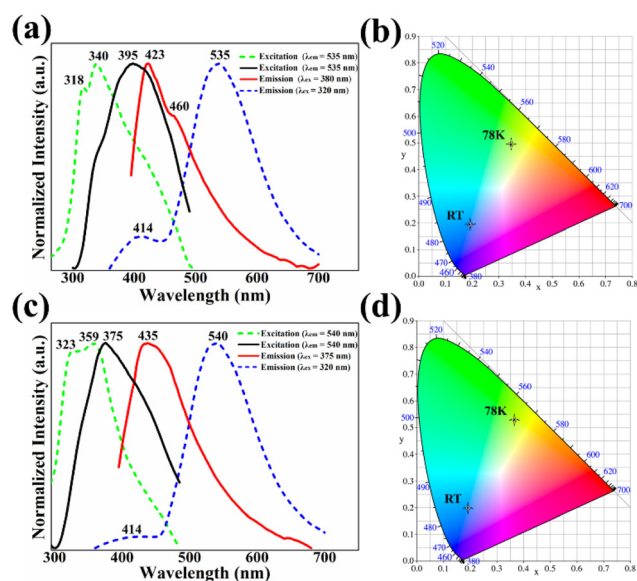 (a)
318 340 395 423 460 535
414
Excitation (λem = 535 nm)
Excitation (λem = 535 nm)
Emission (λex = 380 nm)
Emission (λex = 320 nm)
Normalized Intensity (a.u.)
300 400 500 600 700
Wavelength (nm)
(b)
0.9
0.8
0.7
0.6
0.5
0.4
0.3
0.2
0.1
0.0
y
520
540
560
580
600
620
700
500
490
480
470
460
380
78K
RT
0.0 0.1 0.2 0.3 0.4 0.5 0.6 0.7 0.8
x
(c)
323 359 375 435 540
414
Excitation (λem = 540 nm)
Excitation (λem = 540 nm)
Emission (λex = 375 nm)
Emission (λex = 320 nm)
Normalized Intensity (a.u.)
300 400 500 600 700
Wavelength (nm)
(d)
0.9
0.8
0.7
0.6
0.5
0.4
0.3
0.2
0.1
0.0
y
520
540
560
580
600
620
700
500
490
480
470
460
380
78K
RT
0.0 0.1 0.2 0.3 0.4 0.5 0.6 0.7 0.8
x